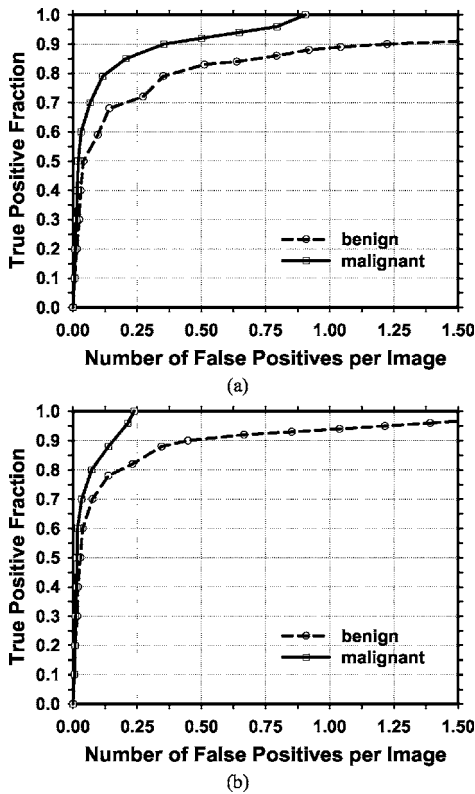 1.0
0.9
0.8
0.7
0.6
0.5
0.4
0.3
0.2
0.1
0.0
True Positive Fraction
benign
malignant
0.00 0.25 0.50 0.75 1.00 1.25 1.50
Number of False Positives per Image
(a)
1.0
0.9
0.8
0.7
0.6
0.5
0.4
0.3
0.2
0.1
0.0
True Positive Fraction
benign
malignant
0.00 0.25 0.50 0.75 1.00 1.25 1.50
Number of False Positives per Image
(b)